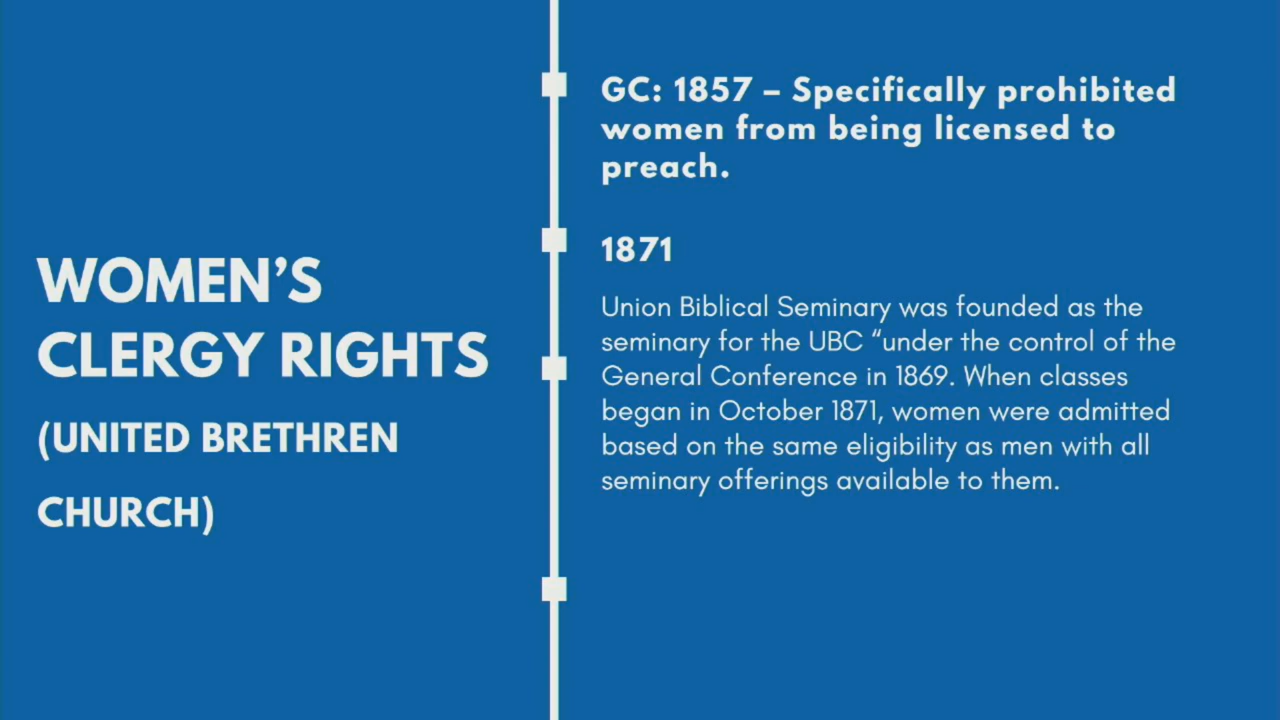 WOMEN’S
CLERGY RIGHTS
(UNITED BRETHREN
CHURCH)
GC: 1857 – Specifically prohibited
women from being licensed to
preach.
1871
Union Biblical Seminary was founded as the
seminary for the UBC “under the control of the
General Conference in 1869. When classes
began in October 1871, women were admitted
based on the same eligibility as men with all
seminary offerings available to them.